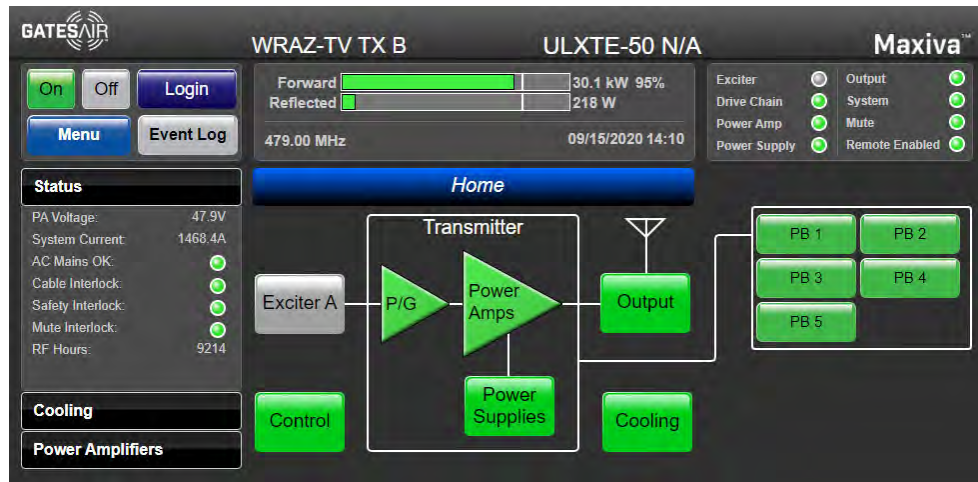 GATESAIR
WRAZ-TV TX B
ULXTE-50 N/A
Maxiva™
On
Off
Login
Menu
Event Log
Forward
30.1 kW 95%
Reflected
218 W
479.00 MHz
09/15/2020 14:10
Exciter
Output
Drive Chain
System
Power Amp
Mute
Power Supply
Remote Enabled
Status
PA Voltage:
47.9V
System Current:
1468.4A
AC Mains OK:
Cable Interlock:
Safety Interlock:
Mute Interlock:
RF Hours:
9214
Cooling
Power Amplifiers
Home
Transmitter
Exciter A
P/G
Power
Amps
Output
Power
Supplies
Control
Cooling
PB 1
PB 2
PB 3
PB 4
PB 5